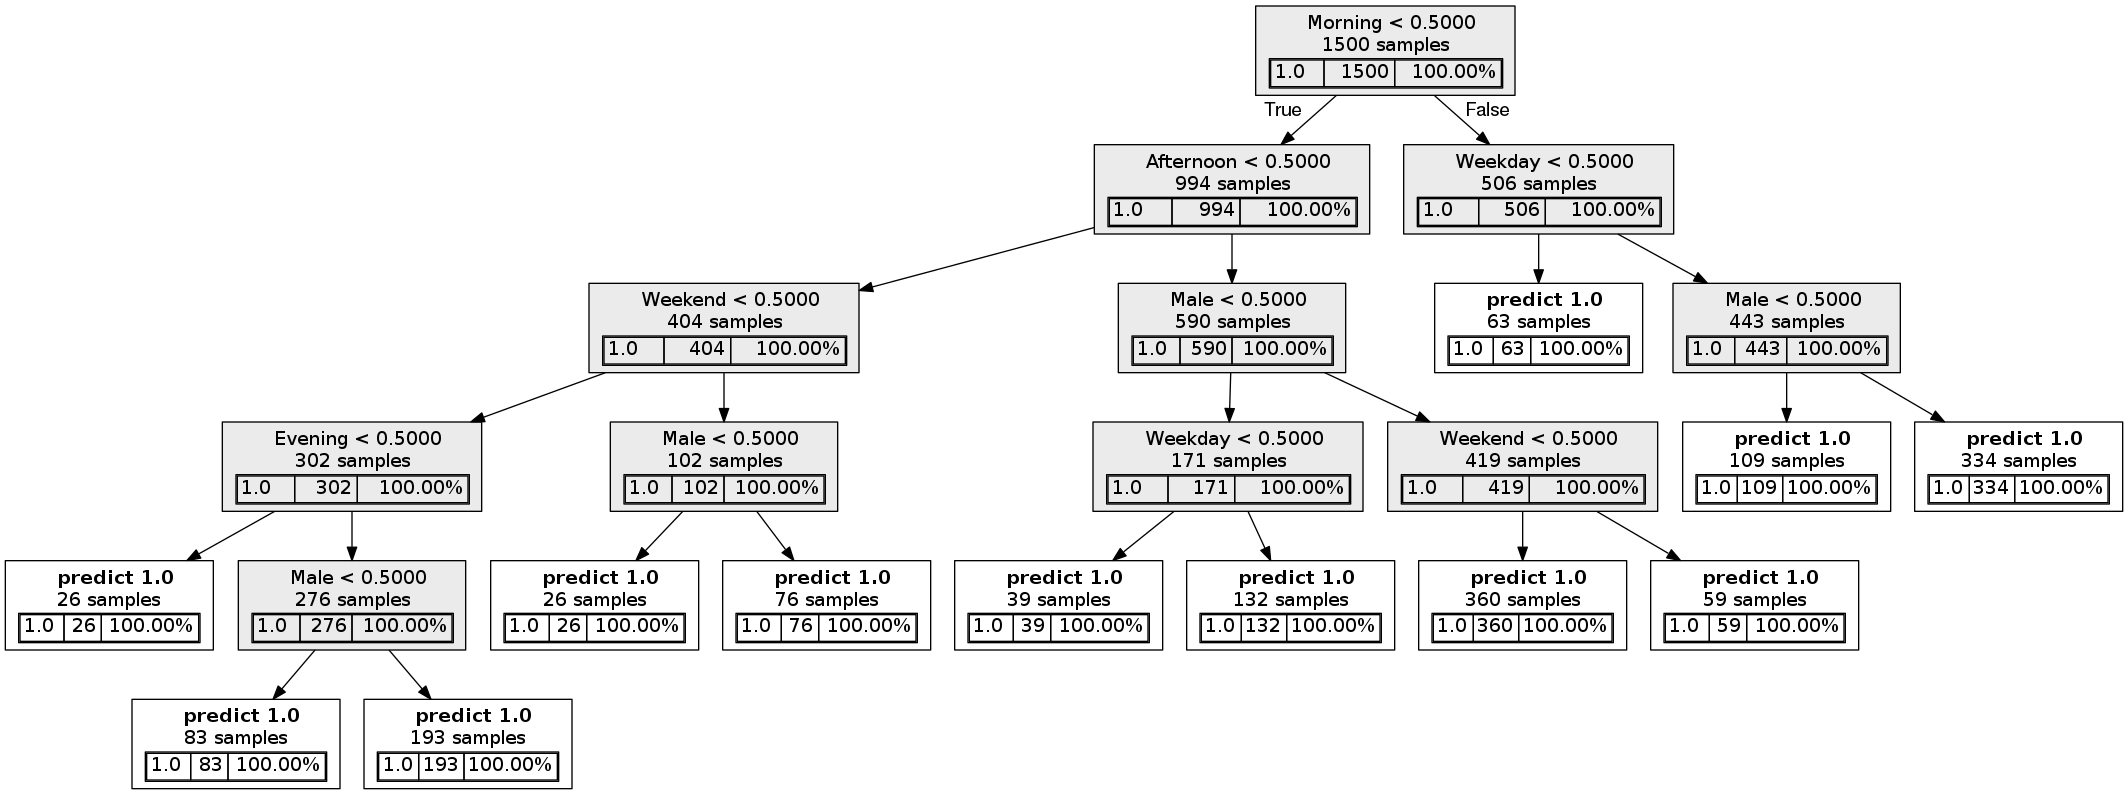 Morning < 0.5000
1500 samples
1.0 1500 100.00%
True False
Afternoon < 0.5000
994 samples
1.0 994 100.00%
Weekday < 0.5000
506 samples
1.0 506 100.00%
Weekend < 0.5000
404 samples
1.0 404 100.00%
Male < 0.5000
590 samples
1.0 590 100.00%
predict 1.0
63 samples
1.0 63 100.00%
Male < 0.5000
443 samples
1.0 443 100.00%
Evening < 0.5000
302 samples
1.0 302 100.00%
Male < 0.5000
102 samples
1.0 102 100.00%
Weekday < 0.5000
171 samples
1.0 171 100.00%
Weekend < 0.5000
419 samples
1.0 419 100.00%
predict 1.0
109 samples
1.0 109 100.00%
predict 1.0
334 samples
1.0 334 100.00%
predict 1.0
26 samples
1.0 26 100.00%
Male < 0.5000
276 samples
1.0 276 100.00%
predict 1.0
26 samples
1.0 26 100.00%
predict 1.0
76 samples
1.0 76 100.00%
predict 1.0
39 samples
1.0 39 100.00%
predict 1.0
132 samples
1.0 132 100.00%
predict 1.0
360 samples
1.0 360 100.00%
predict 1.0
59 samples
1.0 59 100.00%
predict 1.0
83 samples
1.0 83 100.00%
predict 1.0
193 samples
1.0 193 100.00%